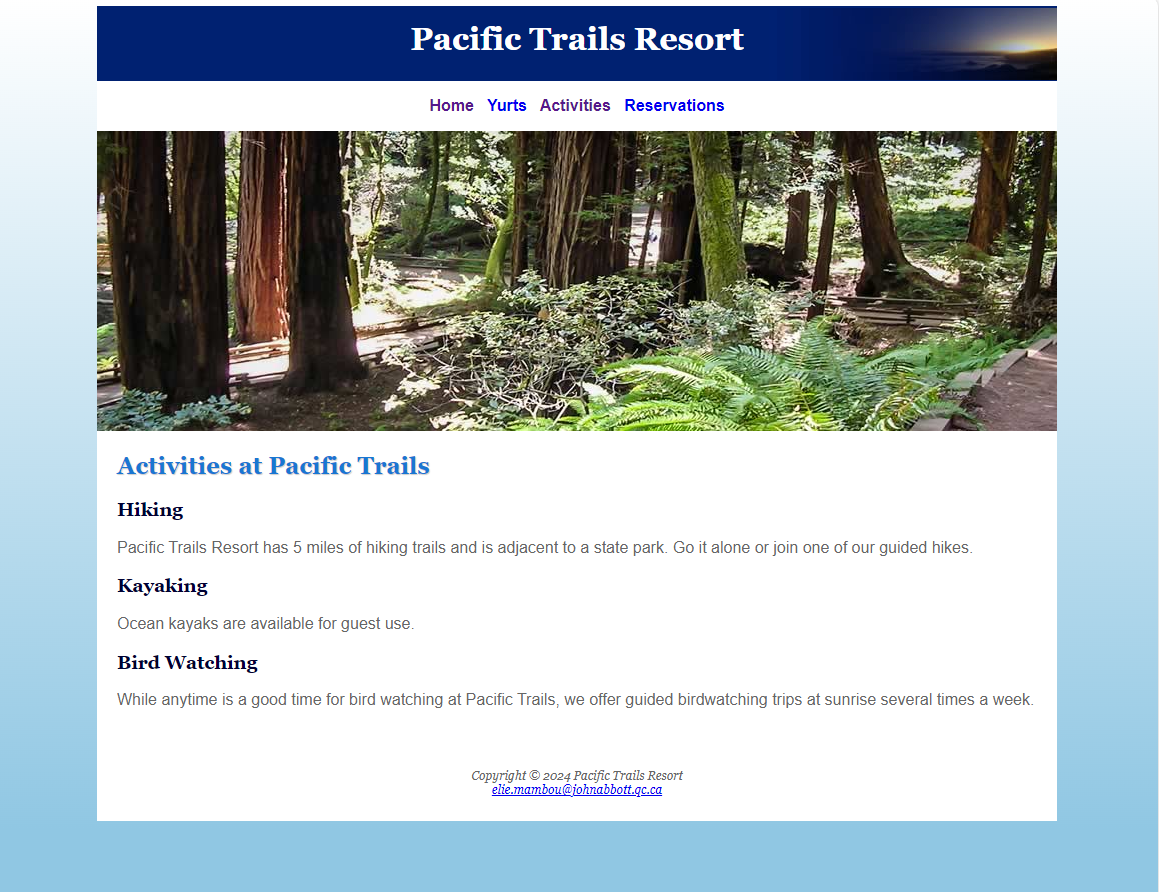 Pacific Trails Resort
Home Yurts Activities Reservations
Activities at Pacific Trails
Hiking
Pacific Trails Resort has 5 miles of hiking trails and is adjacent to a state park. Go it alone or join one of our guided hikes.
Kayaking
Ocean kayaks are available for guest use.
Bird Watching
While anytime is a good time for bird watching at Pacific Trails, we offer guided birdwatching trips at sunrise several times a week.
Copyright © 2024 Pacific Trails Resort
elie.mambou@johnabbott.qc.ca